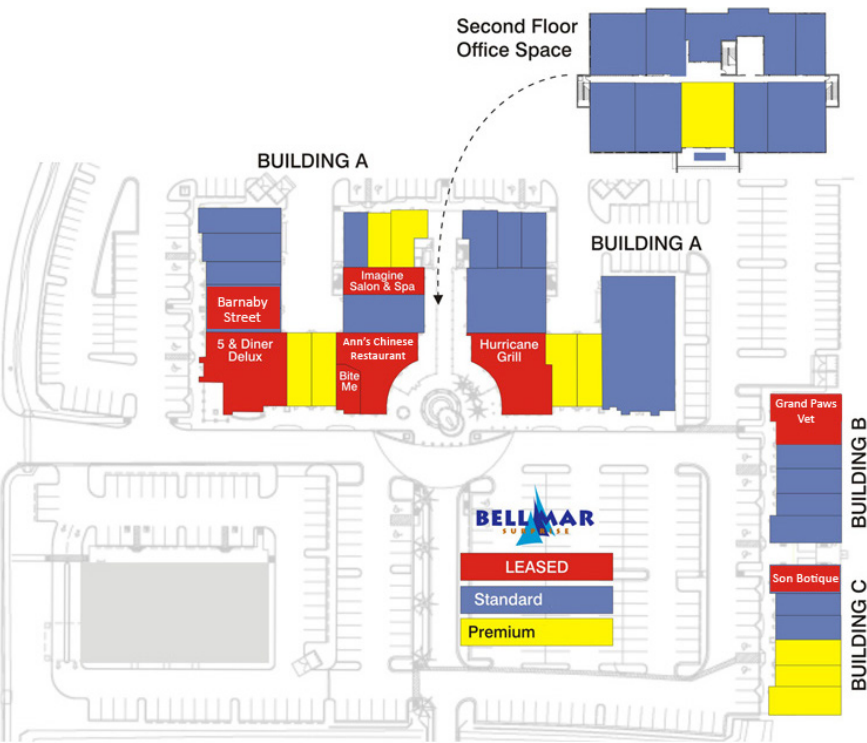 Second Floor
Office Space
BUILDING A
BUILDING A
Imagine
Salon & Spa
Barnaby
Street
5 & Diner
Delux
Ann's Chinese
Restaurant
Bite
Me
Hurricane
Grill
Grand Paws
Vet
BUILDING B
BELLMAR
SUNRISE
LEASED
Standard
Premium
Son Botique
BUILDING C